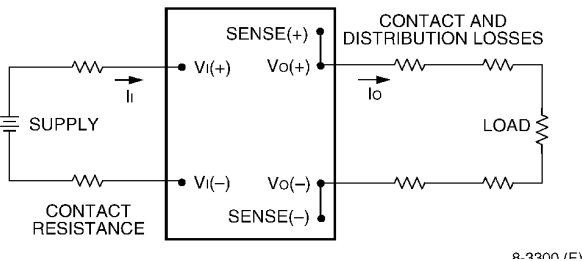 CONTACT AND
DISTRIBUTION LOSSES
SENSE(+)
VI(+)
VO(+)
II
IO
SUPPLY
LOAD
VI(–)
VO(–)
CONTACT
RESISTANCE
SENSE(–)
8-3300 (F)